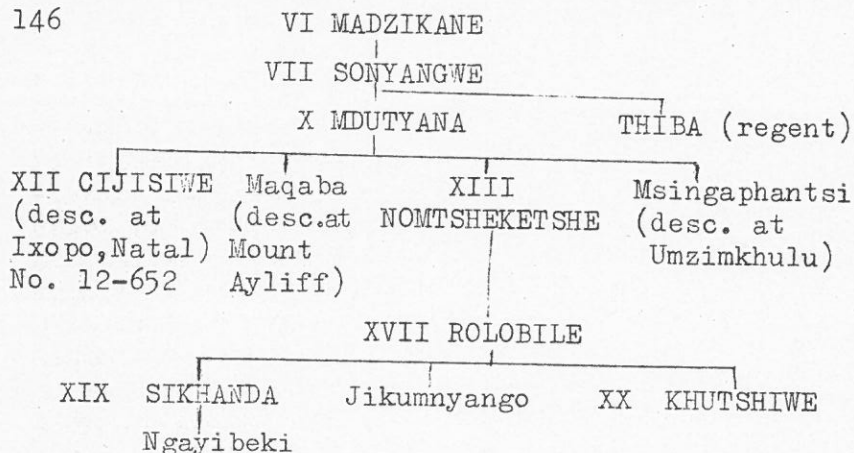 146
VI MADZIKANE
VII SONYANGWE
X MDUTYANA THIBA (regent)
XII CIJISIWE Maqaba XIII Msingaphantsi
(desc. at (desc.at NOMTSHEKETSHE (desc. at
Ixopo,Natal) Mount Umzimkhulu)
No. 12-652 Ayliff)
XVII ROLOBILE
XIX SIKHANDA Jikumnyango XX KHUTSHIWE
Ngayibeki